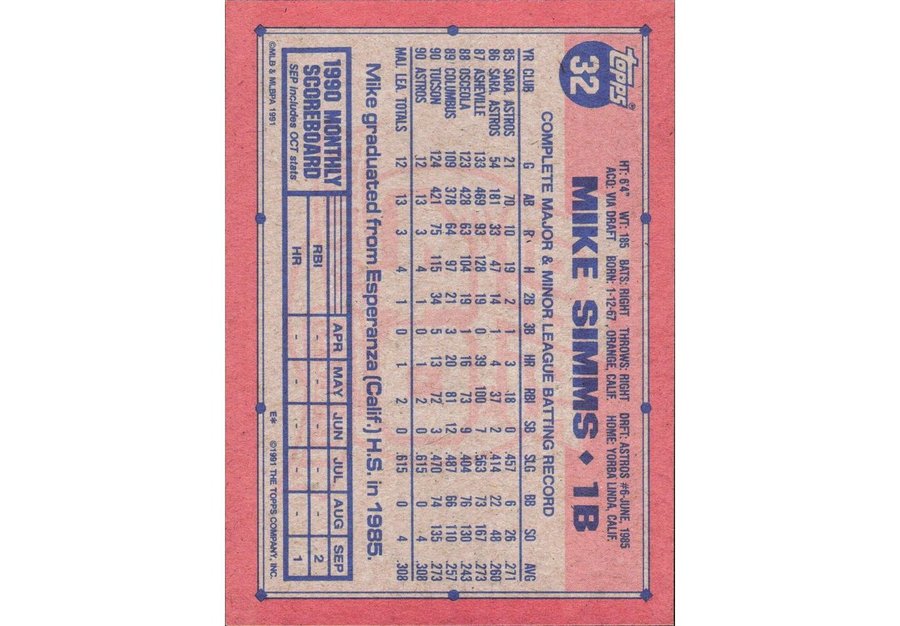 Topps®
32
HT: 6'4" WT: 185 BATS: RIGHT THROWS: RIGHT DRFT: ASTROS #6-JUNE, 1985
ACQ: VIA DRAFT BORN: 1-12-67, ORANGE, CALIF. HOME: YORBA LINDA, CALIF.
MIKE SIMMS ♦ 1B
COMPLETE MAJOR & MINOR LEAGUE BATTING RECORD
YR CLUB G AB R H 2B 3B HR RBI SB SLG BB SO AVG
85 SARA. ASTROS 21 70 10 19 2 1 3 18 0 .457 6 26 .271
86 SARA. ASTROS 54 181 33 47 14 1 4 37 2 .414 22 48 .260
87 ASHEVILLE 133 469 93 128 19 0 39 100 7 .563 73 167 .273
88 OSCEOLA 123 428 63 104 19 1 16 73 9 .404 76 130 .243
89 COLUMBUS 109 378 64 97 21 3 20 81 12 .487 66 110 .257
90 TUCSON 124 421 75 115 34 5 13 72 3 .470 74 135 .273
90 ASTROS 12 13 3 4 1 0 1 2 0 .615 0 4 .308
MAJ. LEA. TOTALS 12 13 3 4 1 0 1 2 0 .615 0 4 .308
Mike graduated from Esperanza (Calif.) H.S. in 1985.
1990 MONTHLY
SCOREBOARD
SEP includes OCT stats
APR MAY JUN JUL AUG SEP
RBI - - - - - 2
HR - - - - - 1
©MLB & MLBPA 1991
E* ©1991 THE TOPPS COMPANY, INC.